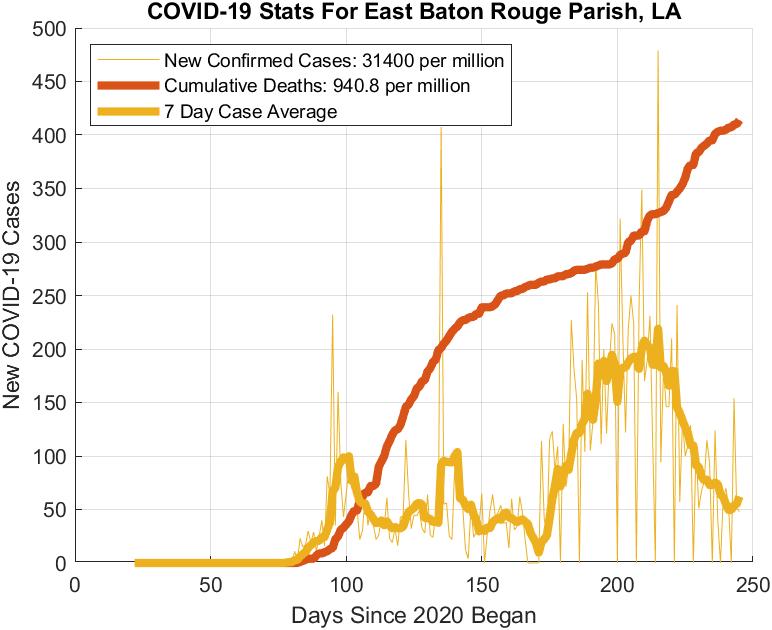 COVID-19 Stats For East Baton Rouge Parish, LA
New Confirmed Cases: 31400 per million
Cumulative Deaths: 940.8 per million
7 Day Case Average
New COVID-19 Cases
500
450
400
350
300
250
200
150
100
50
0
0 50 100 150 200 250
Days Since 2020 Began